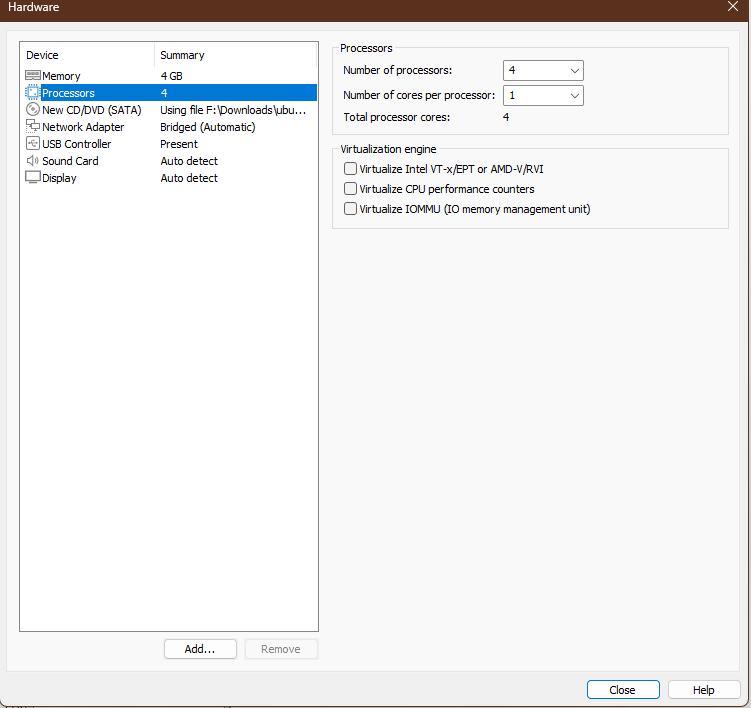 Hardware
Device Summary
Memory 4 GB
Processors 4
New CD/DVD (SATA) Using file F:\Downloads\ubu...
Network Adapter Bridged (Automatic)
USB Controller Present
Sound Card Auto detect
Display Auto detect
Add... Remove
Processors
Number of processors: 4
Number of cores per processor: 1
Total processor cores: 4
Virtualization engine
Virtualize Intel VT-x/EPT or AMD-V/RVI
Virtualize CPU performance counters
Virtualize IOMMU (IO memory management unit)
Close Help